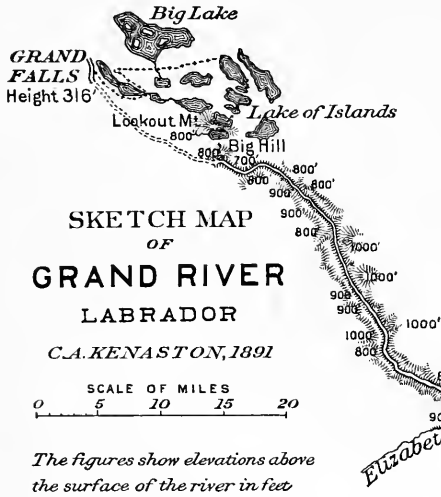 Big Lake
GRAND
FALLS
Height 316'
Lake of Islands
Lookout Mt.
800'
Big Hill
800'
700'
800
800'
900
800'
900
800
1000'
1000'
900
900
1000'
1000
800
SKETCH MAP
OF
GRAND RIVER
LABRADOR
C.A. KENASTON, 1891
SCALE OF MILES
0 5 10 15 20
The figures show elevations above
the surface of the river in feet
Elizabet